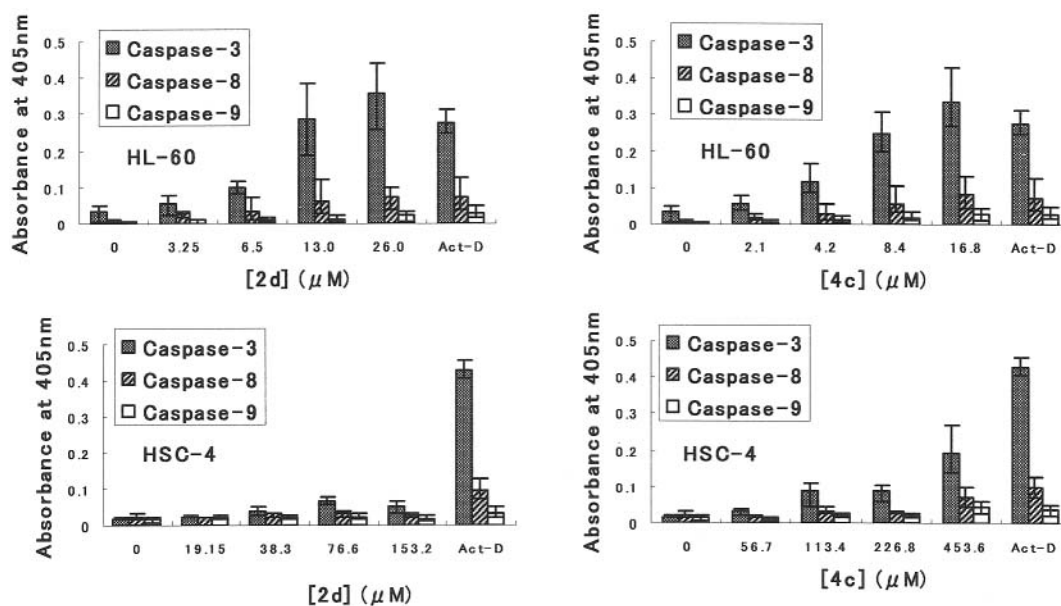 Absorbance at 405nm
0.5
0.4
0.3
0.2
0.1
0
Caspase-3
Caspase-8
Caspase-9
HL-60
0 3.25 6.5 13.0 26.0 Act-D
[2d] (μM)
Absorbance at 405nm
0.5
0.4
0.3
0.2
0.1
0
Caspase-3
Caspase-8
Caspase-9
HL-60
0 2.1 4.2 8.4 16.8 Act-D
[4c] (μM)
Absorbance at 405nm
0.5
0.4
0.3
0.2
0.1
0
Caspase-3
Caspase-8
Caspase-9
HSC-4
0 19.15 38.3 76.6 153.2 Act-D
[2d] (μM)
Absorbance at 405nm
0.5
0.4
0.3
0.2
0.1
0
Caspase-3
Caspase-8
Caspase-9
HSC-4
0 56.7 113.4 226.8 453.6 Act-D
[4c] (μM)